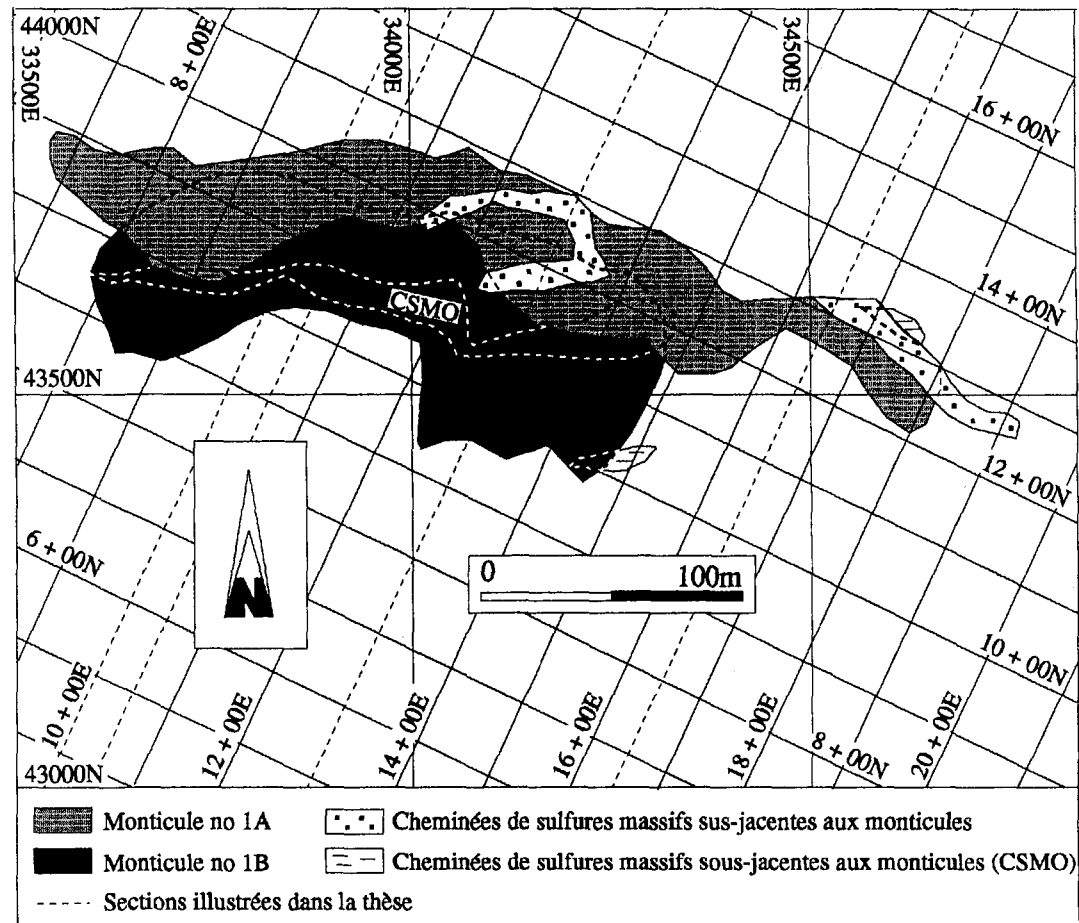 44000N
33500E
8 + 00E
34000E
34500E
16 + 00N
14 + 00N
CSMO
43500N
12 + 00N
6 + 00N
N
0 100m
10 + 00N
10 + 00E
12 + 00E
14 + 00E
16 + 00E
18 + 00E
8 + 00N
20 + 00E
43000N
Monticule no 1A
Cheminées de sulfures massifs sus-jacentes aux monticules
Monticule no 1B
Cheminées de sulfures massifs sous-jacentes aux monticules (CSMO)
Sections illustrées dans la thèse